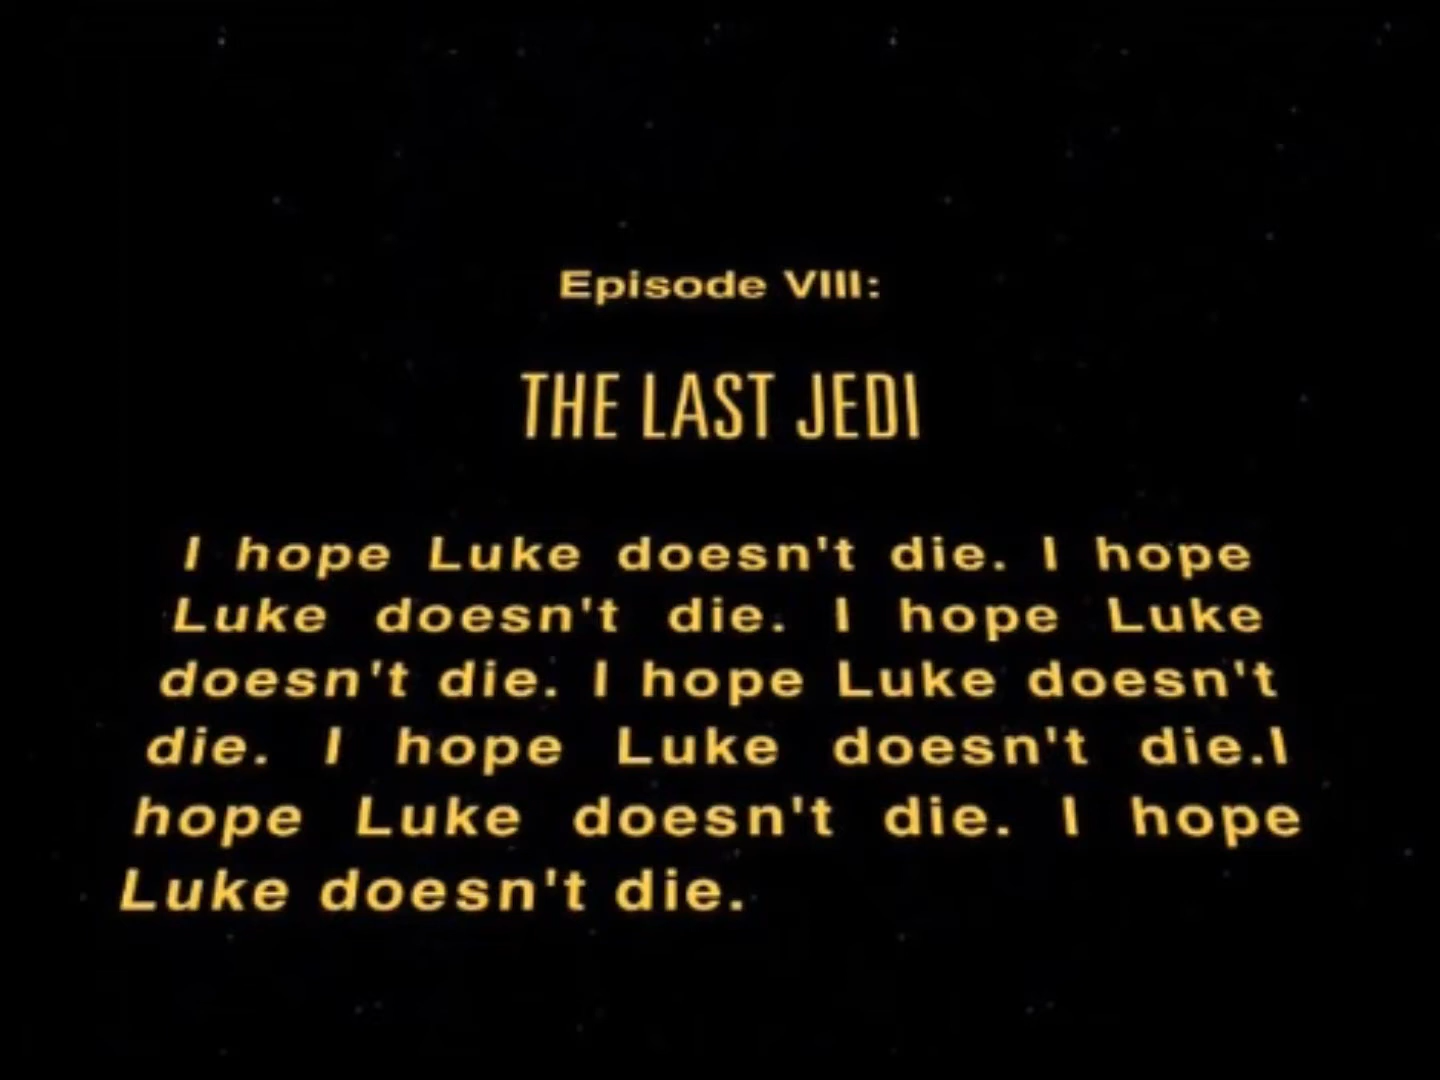 Episode VIII:
THE LAST JEDI
I hope Luke doesn't die. I hope
Luke doesn't die. I hope Luke
doesn't die. I hope Luke doesn't
die. I hope Luke doesn't die.I
hope Luke doesn't die. I hope
Luke doesn't die.